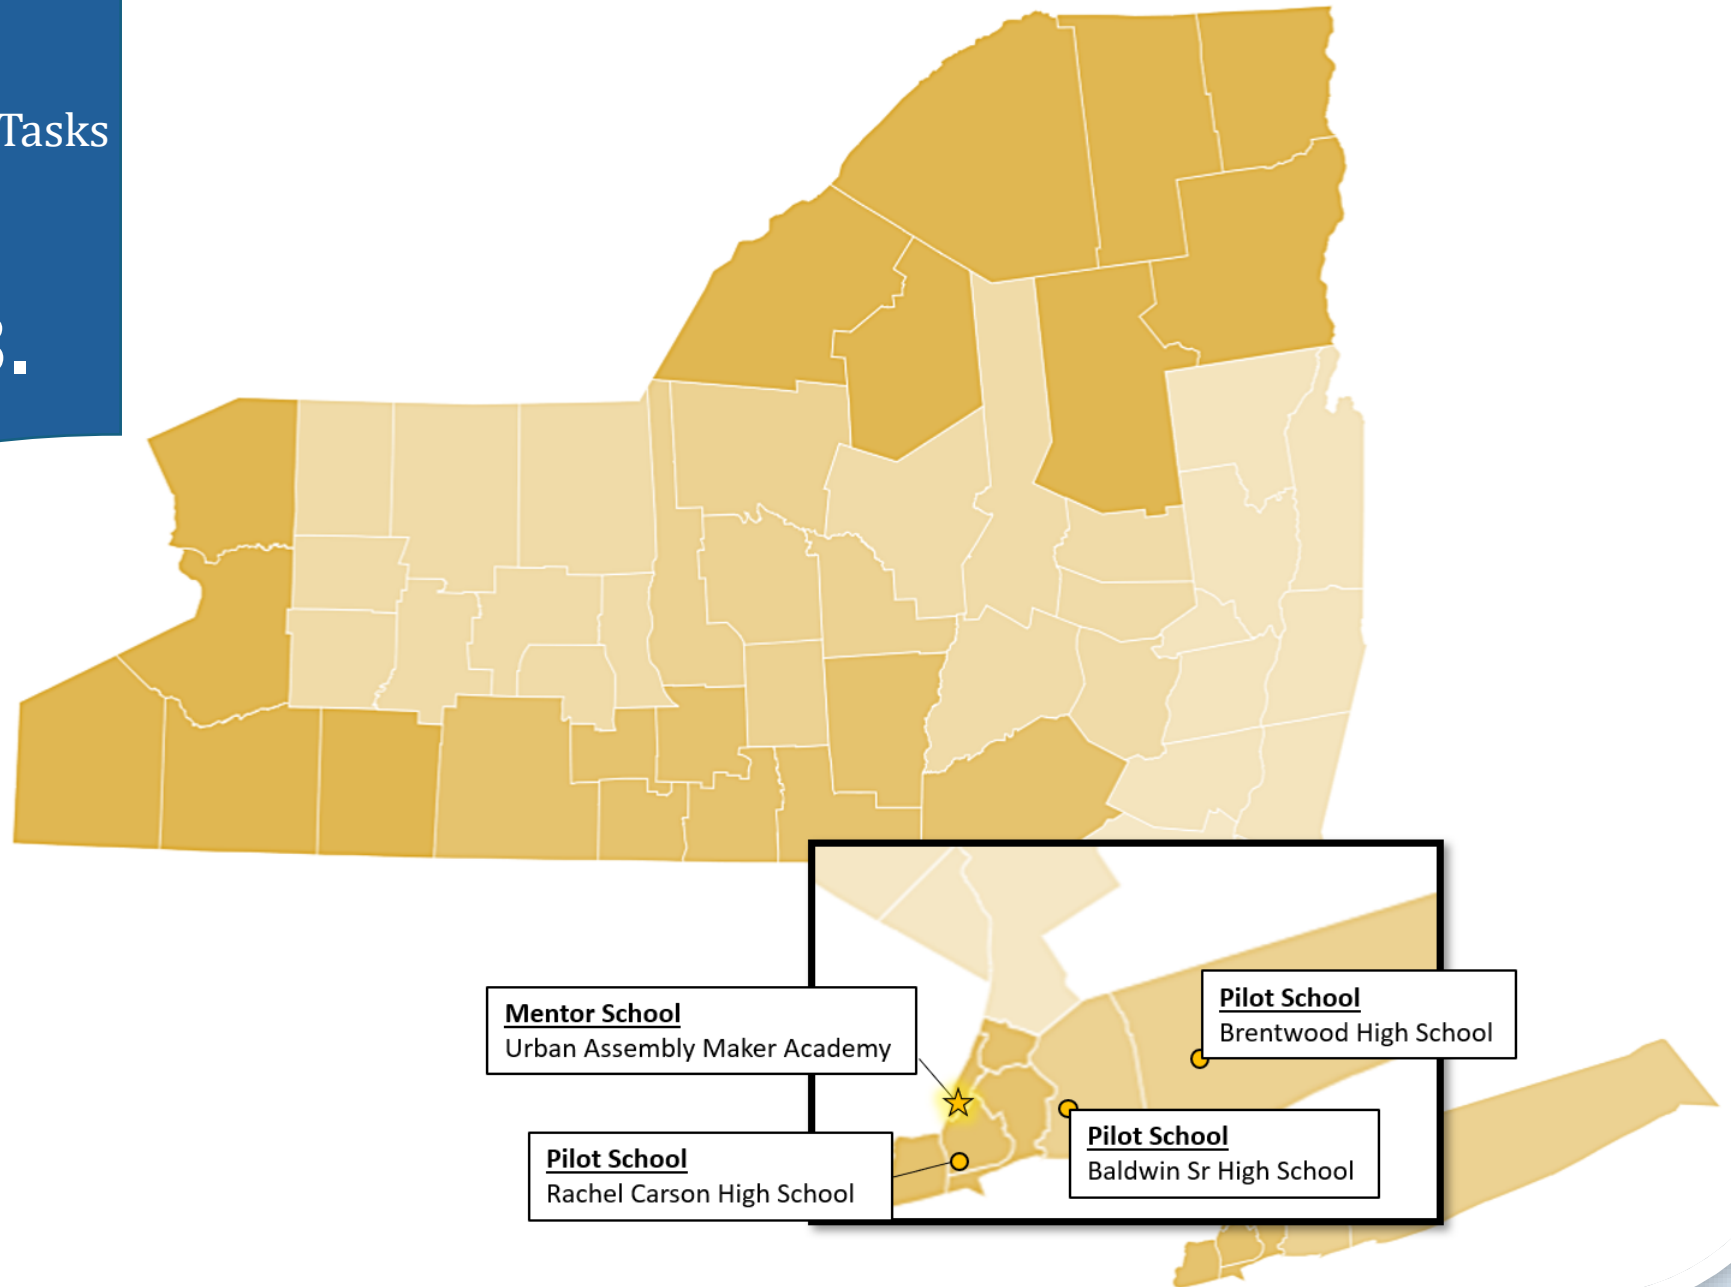 Tasks
.
Mentor School
Urban Assembly Maker Academy
Pilot School
Brentwood High School
Pilot School
Baldwin Sr High School
Pilot School
Rachel Carson High School